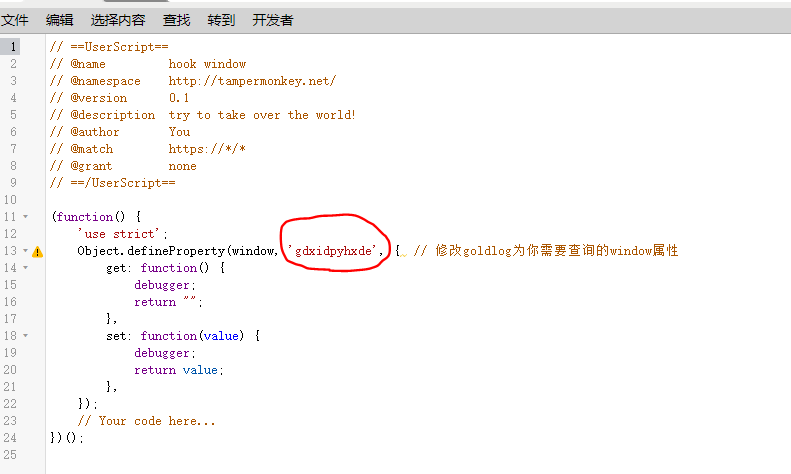 文件 编辑 选择内容 查找 转到 开发者
1 // ==UserScript==
2 // @name         hook window
3 // @namespace    http://tampermonkey.net/
4 // @version      0.1
5 // @description  try to take over the world!
6 // @author       You
7 // @match        https://*/*
8 // @grant        none
9 // ==/UserScript==
10
11 (function() {
12     'use strict';
13     Object.defineProperty(window, 'gdxidpyhxde', {  // 修改goldlog为你需要查询的window属性
14         get: function() {
15             debugger;
16             return "";
17         },
18         set: function(value) {
19             debugger;
20             return value;
21         },
22     });
23     // Your code here...
24 })();
25